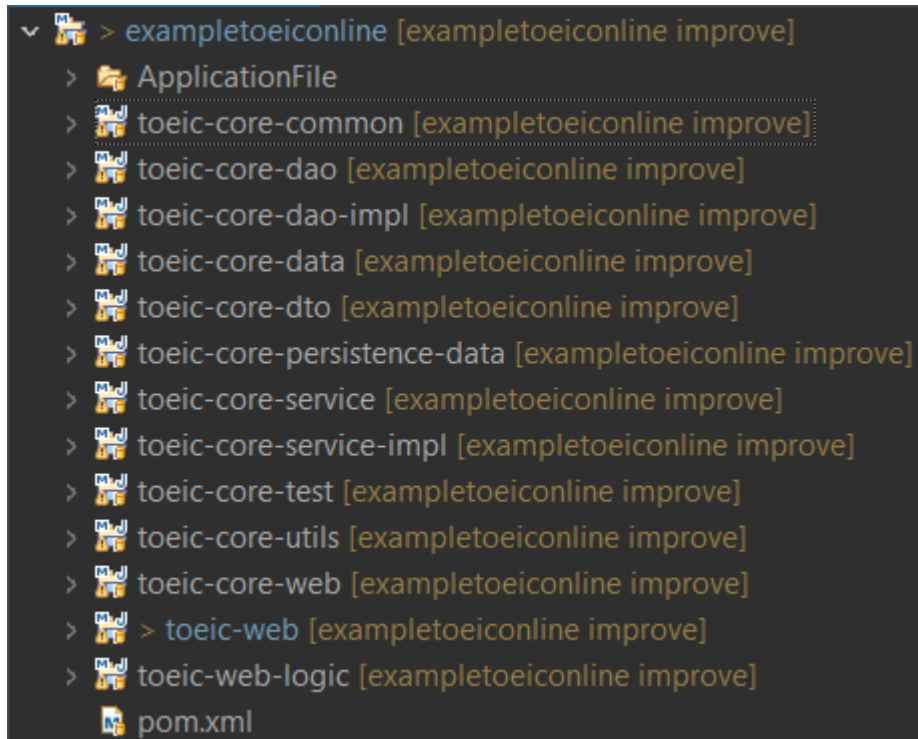 > exampletoeiconline [exampletoeiconline improve]
ApplicationFile
toeic-core-common [exampletoeiconline improve]
toeic-core-dao [exampletoeiconline improve]
toeic-core-dao-impl [exampletoeiconline improve]
toeic-core-data [exampletoeiconline improve]
toeic-core-dto [exampletoeiconline improve]
toeic-core-persistence-data [exampletoeiconline improve]
toeic-core-service [exampletoeiconline improve]
toeic-core-service-impl [exampletoeiconline improve]
toeic-core-test [exampletoeiconline improve]
toeic-core-utils [exampletoeiconline improve]
toeic-core-web [exampletoeiconline improve]
> toeic-web [exampletoeiconline improve]
toeic-web-logic [exampletoeiconline improve]
pom.xml